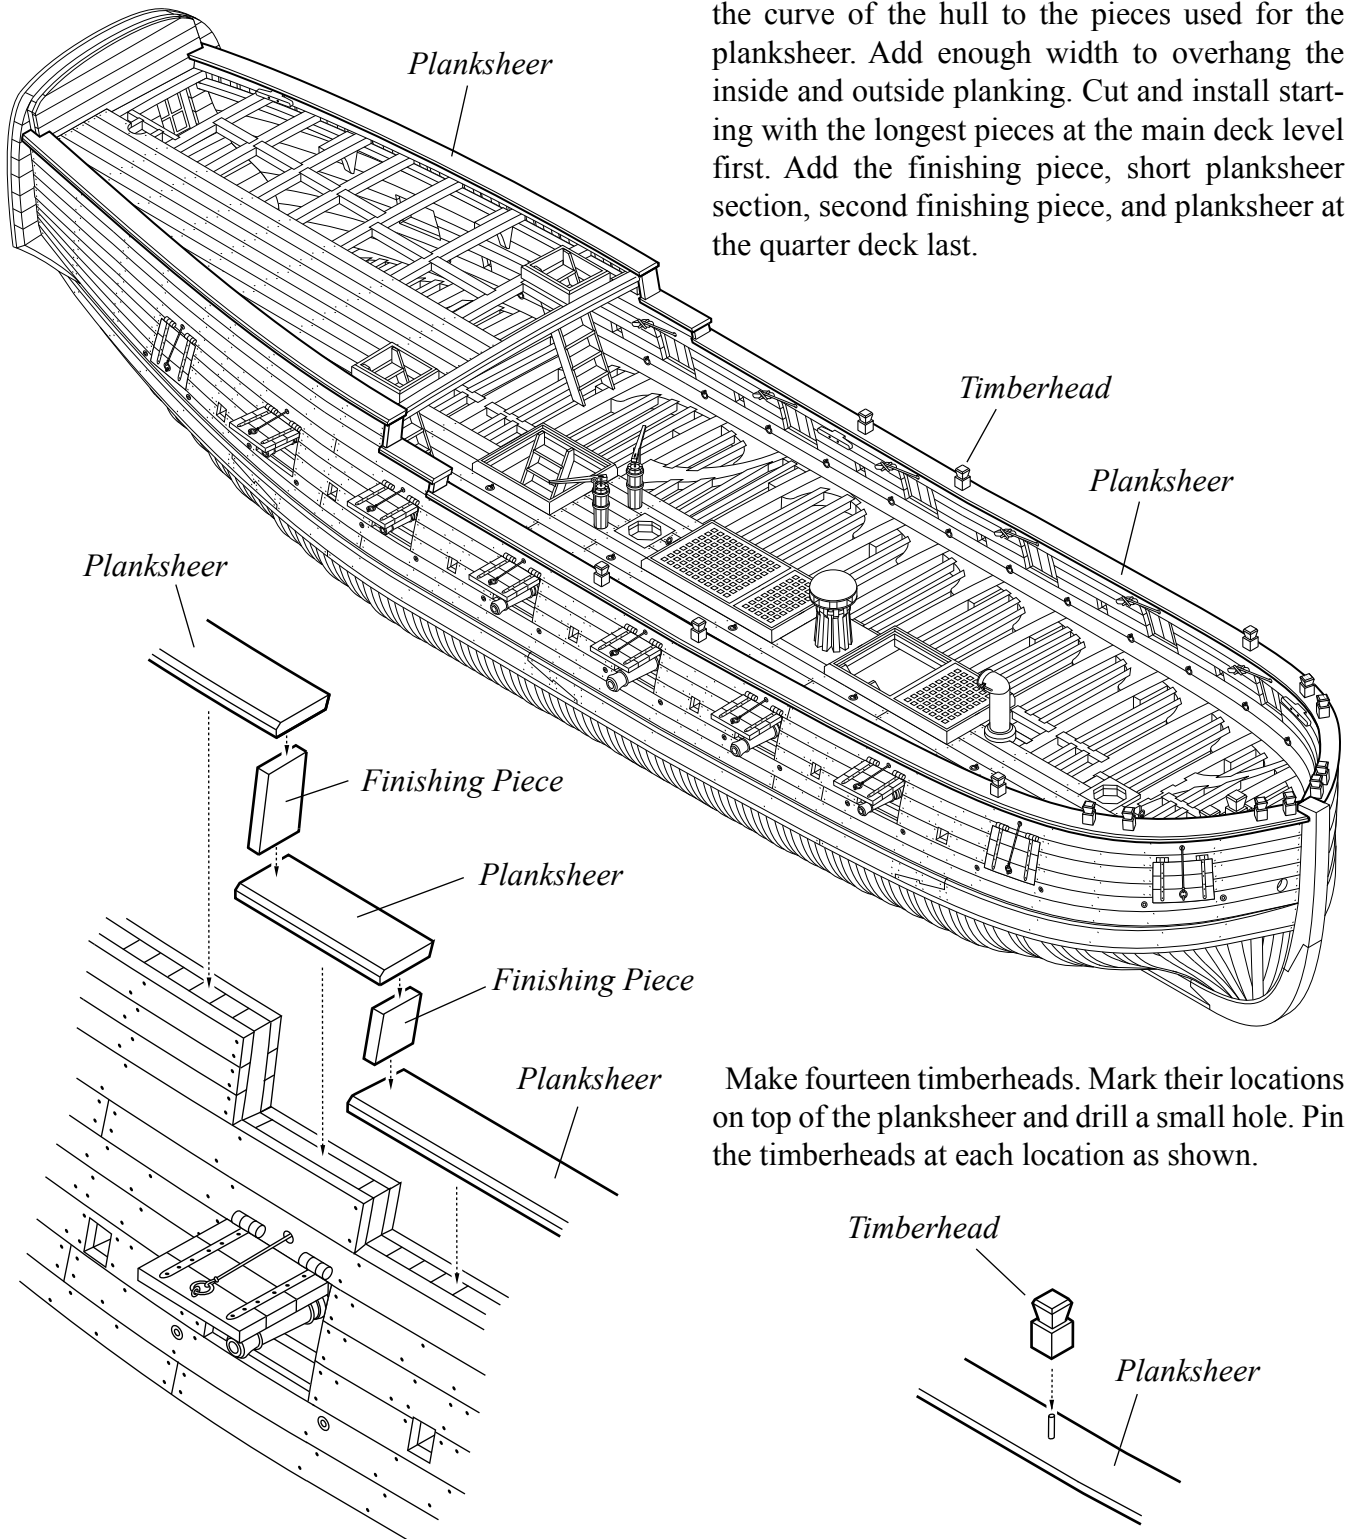 the curve of the hull to the pieces used for the
planksheer. Add enough width to overhang the
inside and outside planking. Cut and install start-
ing with the longest pieces at the main deck level
first. Add the finishing piece, short planksheer
section, second finishing piece, and planksheer at
the quarter deck last.
Planksheer
Timberhead
Planksheer
Planksheer
Finishing Piece
Planksheer
Finishing Piece
Planksheer
Make fourteen timberheads. Mark their locations
on top of the planksheer and drill a small hole. Pin
the timberheads at each location as shown.
Timberhead
Planksheer